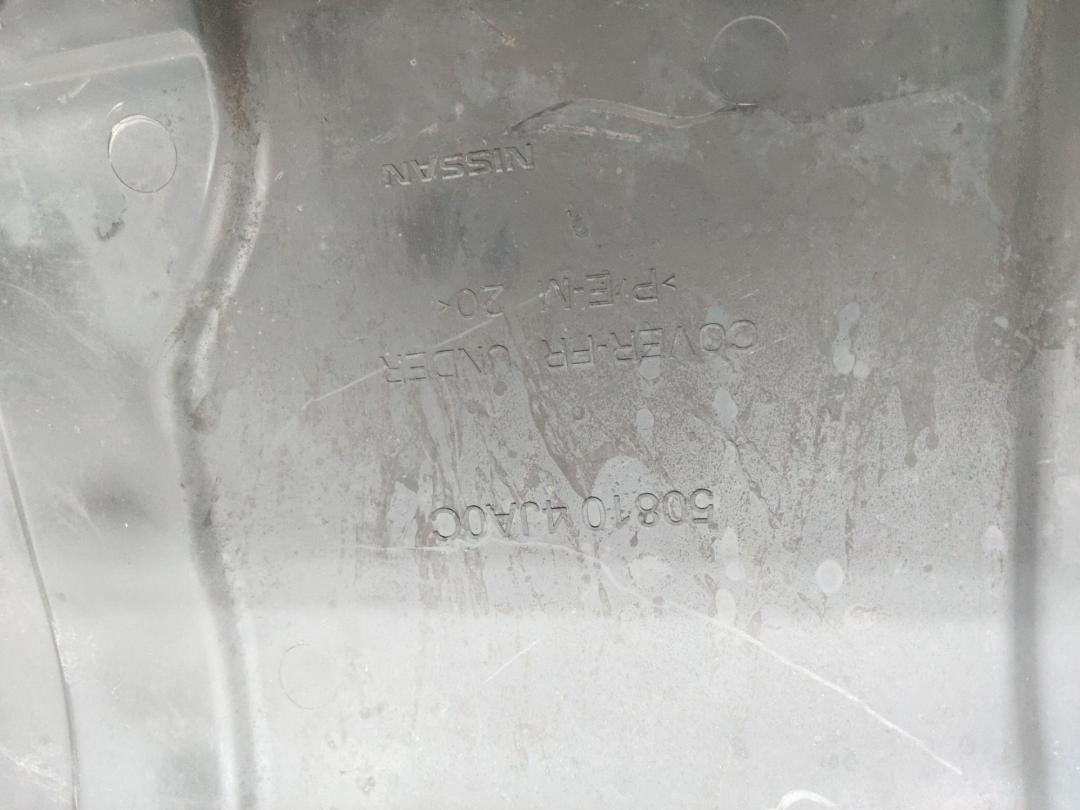 50810 4JA0C
COVER-FR UNDER
>P/E-M 20<
NISSAN